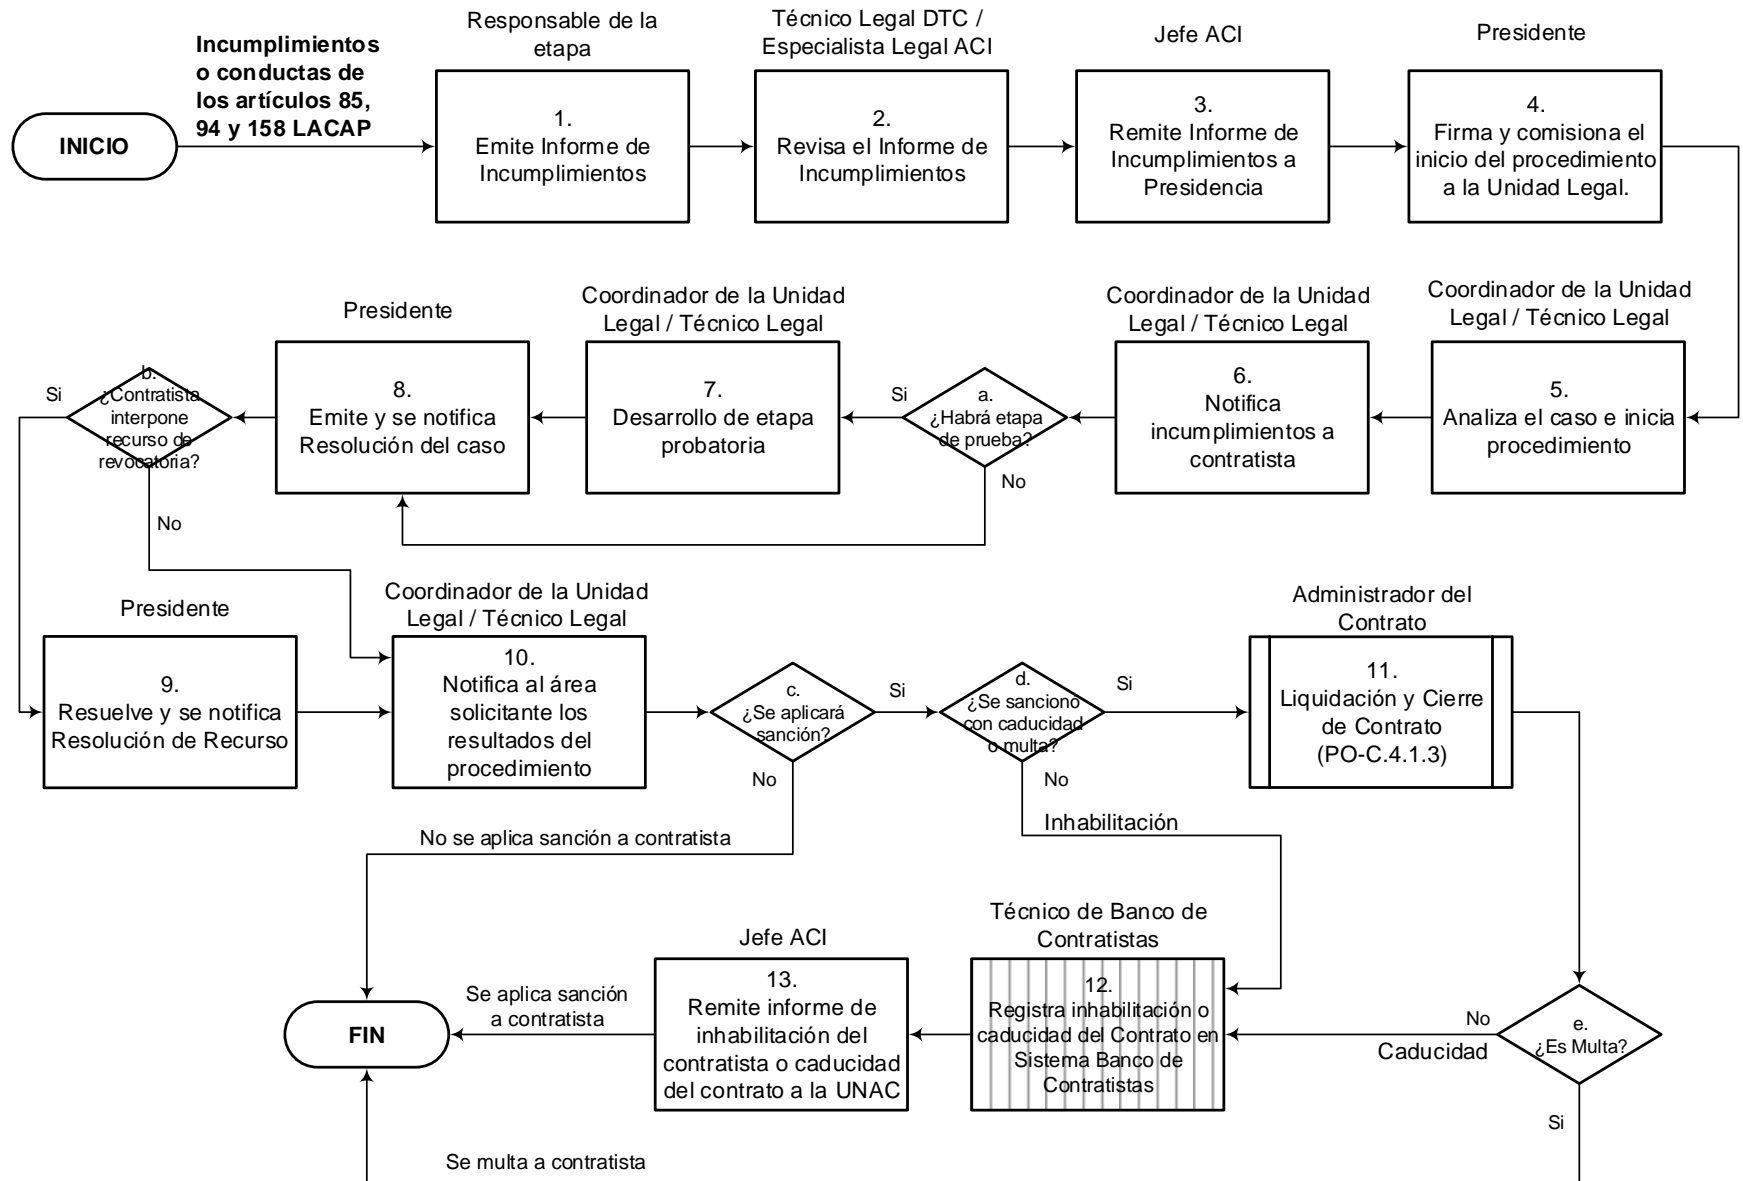 INICIO
Incumplimientos
o conductas de
los artículos 85,
94 y 158 LACAP
Responsable de la
etapa
1.
Emite Informe de
Incumplimientos
Técnico Legal DTC /
Especialista Legal ACI
2.
Revisa el Informe de
Incumplimientos
Jefe ACI
3.
Remite Informe de
Incumplimientos a
Presidencia
Presidente
4.
Firma y comisiona el
inicio del procedimiento
a la Unidad Legal.
Coordinador de la Unidad
Legal / Técnico Legal
5.
Analiza el caso e inicia
procedimiento
Coordinador de la Unidad
Legal / Técnico Legal
6.
Notifica
incumplimientos a
contratista
a.
¿Habrá etapa
de prueba?
Si
No
Coordinador de la Unidad
Legal / Técnico Legal
7.
Desarrollo de etapa
probatoria
Presidente
8.
Emite y se notifica
Resolución del caso
b.
¿Contratista
interpone
recurso de
revocatoria?
Si
No
Presidente
9.
Resuelve y se notifica
Resolución de Recurso
Coordinador de la Unidad
Legal / Técnico Legal
10.
Notifica al área
solicitante los
resultados del
procedimiento
c.
¿Se aplicará
sanción?
Si
No
No se aplica sanción a contratista
d.
¿Se sanciono
con caducidad
o multa?
Si
No
Inhabilitación
Administrador del
Contrato
11.
Liquidación y Cierre
de Contrato
(PO-C.4.1.3)
e.
¿Es Multa?
No
Caducidad
Si
Técnico de Banco de
Contratistas
12.
Registra inhabilitación o
caducidad del Contrato en
Sistema Banco de
Contratistas
Jefe ACI
13.
Remite informe de
inhabilitación del
contratista o caducidad
del contrato a la UNAC
Se aplica sanción
a contratista
FIN
Se multa a contratista